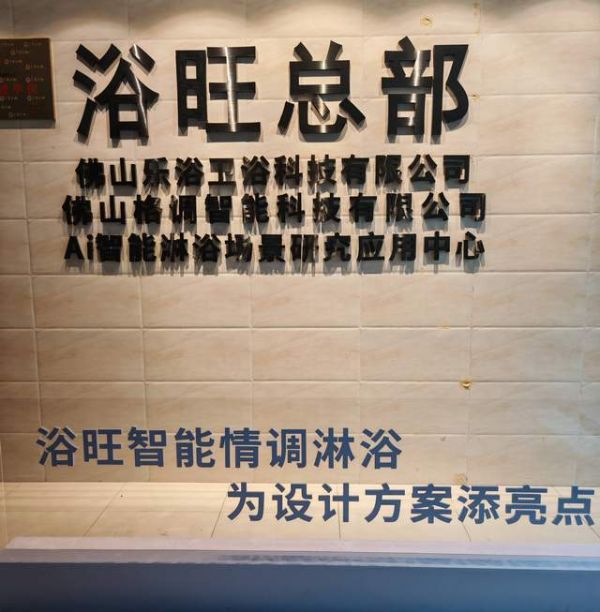 浴旺总部
佛山乐浴卫浴科技有限公司
佛山格调智能科技有限公司
Ai智能淋浴场景研究应用中心
浴旺智能情调淋浴
为设计方案添亮点